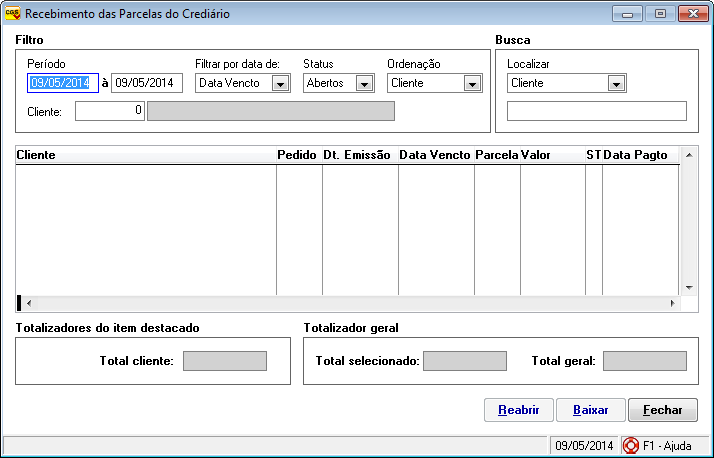 CGS Recebimento das Parcelas do Crediário
Filtro
Busca
Período
Filtrar por data de:
Status
Ordenação
Localizar
09/05/2014 à 09/05/2014
Data Vencto
Abertos
Cliente
Cliente
Cliente: 0
Cliente Pedido Dt. Emissão Data Vencto Parcela Valor ST Data Pagto
Totalizadores do item destacado
Totalizador geral
Total cliente:
Total selecionado:
Total geral:
Reabrir
Baixar
Fechar
09/05/2014
F1 - Ajuda